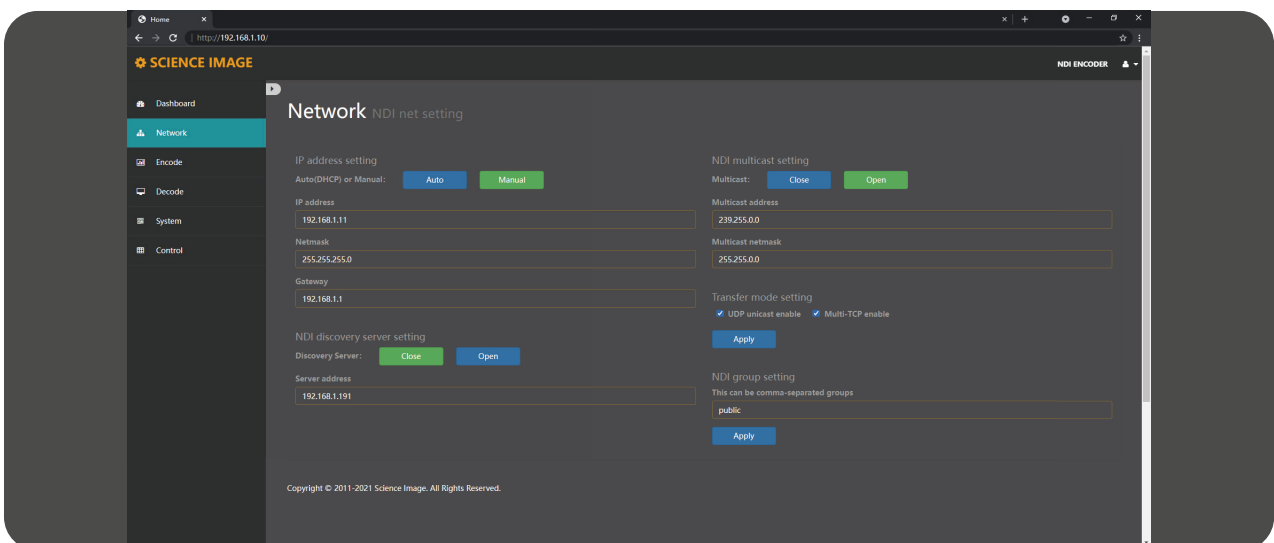 Home
http://192.168.1.10/
SCIENCE IMAGE
NDI ENCODER
Dashboard
Network
Encode
Decode
System
Control
Network NDI net setting
IP address setting
Auto(DHCP) or Manual: Auto Manual
IP address
192.168.1.11
Netmask
255.255.255.0
Gateway
192.168.1.1
NDI discovery server setting
Discovery Server: Close Open
Server address
192.168.1.191
NDI multicast setting
Multicast: Close Open
Multicast address
239.255.0.0
Multicast netmask
255.255.0.0
Transfer mode setting
UDP unicast enable Multi-TCP enable
Apply
NDI group setting
This can be comma-separated groups
public
Apply
Copyright © 2011-2021 Science Image. All Rights Reserved.